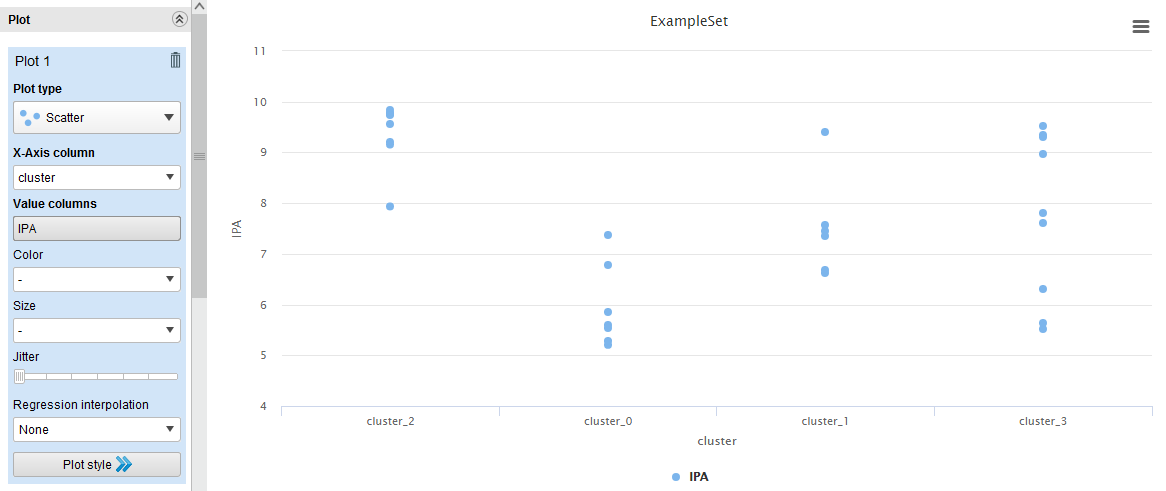 Plot
Plot 1
Plot type
Scatter
X-Axis column
cluster
Value columns
IPA
Color
-
Size
-
Jitter
Regression interpolation
None
Plot style
ExampleSet
11
10
9
8
7
6
5
4
IPA
cluster_2 cluster_0 cluster_1 cluster_3
cluster
IPA